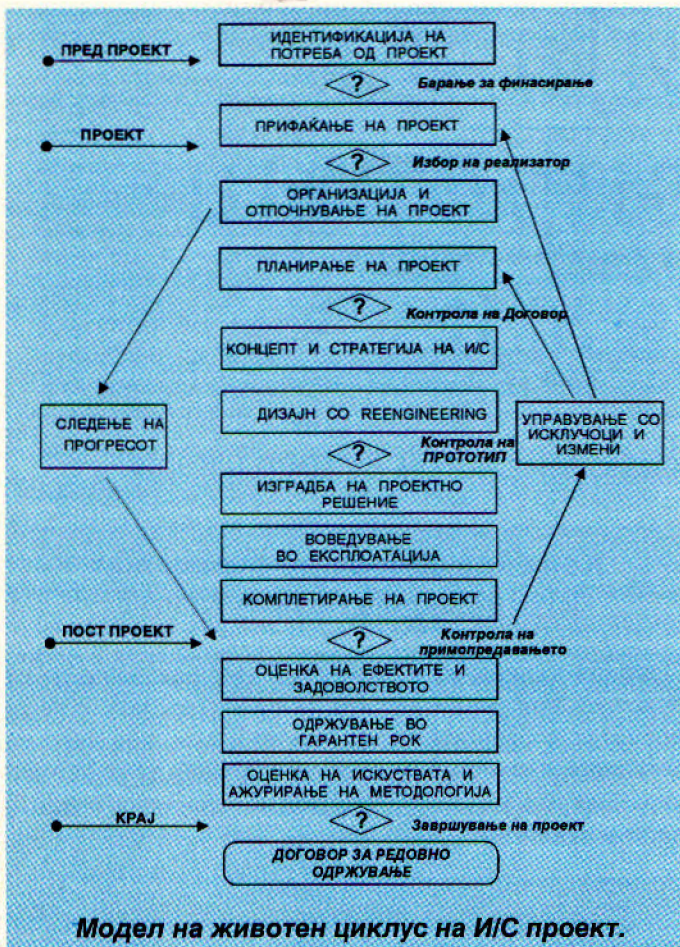 ИДЕНТИФИКАЦИЈА НА
ПОТРЕБА ОД ПРОЕКТ
ПРЕД ПРОЕКТ
?
Барање за финасирање
ПРИФАЌАЊЕ НА ПРОЕКТ
ПРОЕКТ
?
Избор на реализатор
ОРГАНИЗАЦИЈА И
ОТПОЧНУВАЊЕ НА ПРОЕКТ
ПЛАНИРАЊЕ НА ПРОЕКТ
?
Контрола на Договор
КОНЦЕПТ И СТРАТЕГИЈА НА И/С
ДИЗАЈН СО REENGINEERING
СЛЕДЕЊЕ НА
ПРОГРЕСОТ
УПРАВУВАЊЕ СО
ИСКЛУЧОЦИ И
ИЗМЕНИ
?
Контрола на
ПРОТОТИП
ИЗГРАДБА НА ПРОЕКТНО
РЕШЕНИЕ
ВОВЕДУВАЊЕ
ВО ЕКСПЛОАТАЦИЈА
КОМПЛЕТИРАЊЕ НА ПРОЕКТ
ПОСТ ПРОЕКТ
?
Контрола на
примопредавањето
ОЦЕНКА НА ЕФЕКТИТЕ И
ЗАДОВОЛСТВОТО
ОДРЖУВАЊЕ ВО
ГАРАНТЕН РОК
ОЦЕНКА НА ИСКУСТВАТА И
АЖУРИРАЊЕ НА МЕТОДОЛОГИЈА
КРАЈ
?
Завршување на проект
ДОГОВОР ЗА РЕДОВНО
ОДРЖУВАЊЕ
Модел на животен циклус на И/С проект.